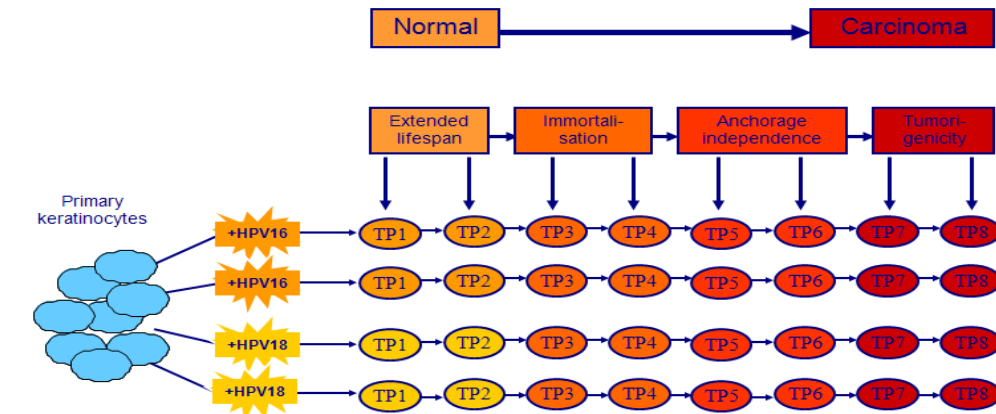 Normal
Carcinoma
Extended
lifespan
Immortali-
sation
Anchorage
independence
Tumori-
genicity
Primary
keratinocytes
+HPV16
TP1 TP2 TP3 TP4 TP5 TP6 TP7 TP8
+HPV16
TP1 TP2 TP3 TP4 TP5 TP6 TP7 TP8
+HPV18
TP1 TP2 TP3 TP4 TP5 TP6 TP7 TP8
+HPV18
TP1 TP2 TP3 TP4 TP5 TP6 TP7 TP8